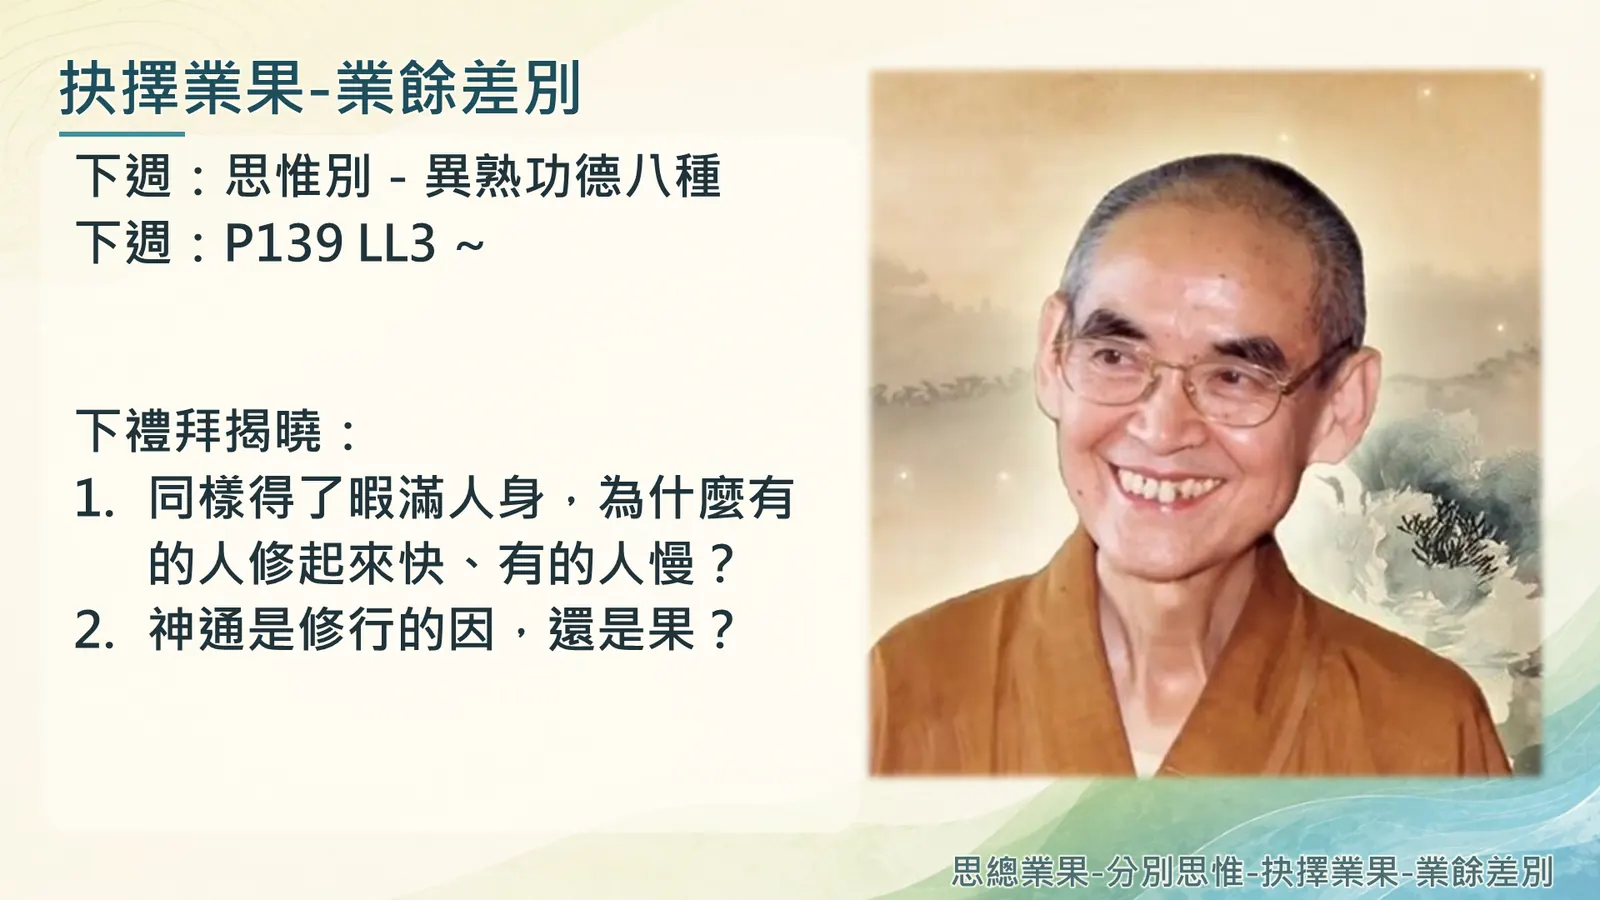 抉擇業果-業餘差別
下週：思惟別 - 異熟功德八種
下週：P139 LL3 ~
下禮拜揭曉：
1. 同樣得了暇滿人身，為什麼有
的人修起來快、有的人慢？
2. 神通是修行的因，還是果？
思總業果-分別思惟-抉擇業果-業餘差別